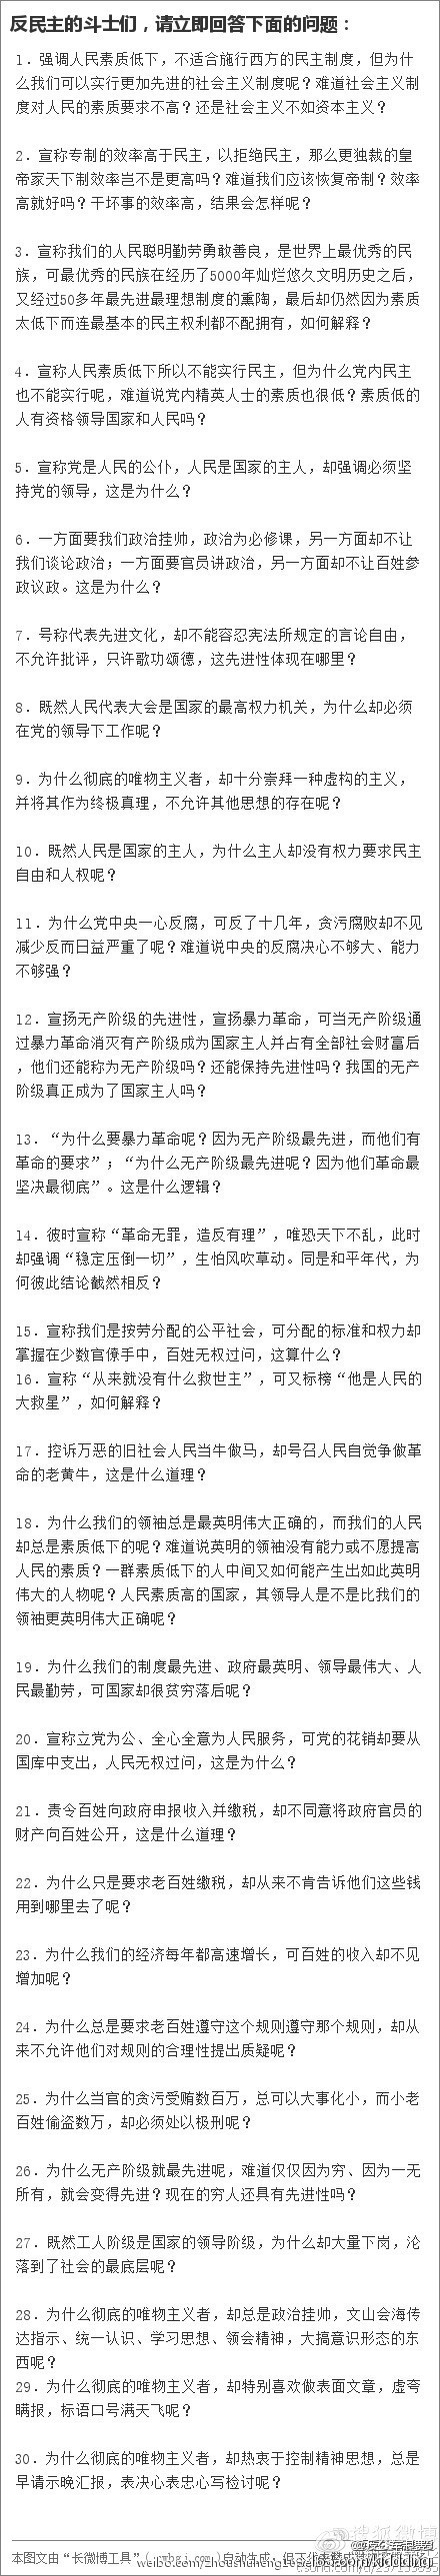 反民主的斗士们，请立即回答下面的问题：
1．强调人民素质低下，不适合施行西方的民主制度，但为什
么我们可以实行更加先进的社会主义制度呢？难道社会主义制
度对人民的素质要求不高？还是社会主义不如资本主义？
2．宣称专制的效率高于民主，以拒绝民主，那么更独裁的皇
帝家天下制效率岂不是更高吗？难道我们应该恢复帝制？效率
高就好吗？干坏事的效率高，结果会怎样呢？
3．宣称我们的人民聪明勤劳勇敢善良，是世界上最优秀的民
族，可最优秀的民族在经历了5000年灿烂悠久文明历史之后，
又经过50多年最先进最理想制度的熏陶，最后却仍然因为素质
太低下而连最基本的民主权利都不配拥有，如何解释？
4．宣称人民素质低下所以不能实行民主，但为什么党内民主
也不能实行呢，难道说党内精英人士的素质也很低？素质低的
人有资格领导国家和人民吗？
5．宣称党是人民的公仆，人民是国家的主人，却强调必须坚
持党的领导，这是为什么？
6．一方面要我们政治挂帅，政治为必修课，另一方面却不让
我们谈论政治；一方面要官员讲政治，另一方面却不让百姓参
政议政。这是为什么？
7．号称代表先进文化，却不能容忍宪法所规定的言论自由，
不允许批评，只许歌功颂德，这先进性体现在哪里？
8．既然人民代表大会是国家的最高权力机关，为什么却必须
在党的领导下工作呢？
9．为什么彻底的唯物主义者，却十分崇拜一种虚构的主义，
并将其作为终极真理，不允许其他思想的存在呢？
10．既然人民是国家的主人，为什么主人却没有权力要求民主
自由和人权呢？
11．为什么党中央一心反腐，可反了十几年，贪污腐败却不见
减少反而日益严重了呢？难道说中央的反腐决心不够大、能力
不够强？
12．宣扬无产阶级的先进性，宣扬暴力革命，可当无产阶级通
过暴力革命消灭有产阶级成为国家主人并占有全部社会财富后
，他们还能称为无产阶级吗？还能保持先进性吗？我国的无产
阶级真正成为了国家主人吗？
13．“为什么要暴力革命呢？因为无产阶级最先进，而他们有
革命的要求”；“为什么无产阶级最先进呢？因为他们革命最
坚决最彻底”。这是什么逻辑？
14．彼时宣称“革命无罪，造反有理”，唯恐天下不乱，此时
却强调“稳定压倒一切”，生怕风吹草动。同是和平年代，为
何彼此结论截然相反？
15．宣称我们是按劳分配的公平社会，可分配的标准和权力却
掌握在少数官僚手中，百姓无权过问，这算什么？
16．宣称“从来就没有什么救世主”，可又标榜“他是人民的
大救星”，如何解释？
17．控诉万恶的旧社会人民当牛做马，却号召人民自觉争做革
命的老黄牛，这是什么道理？
18．为什么我们的领袖总是最英明伟大正确的，而我们的人民
却总是素质低下的呢？难道说英明的领袖没有能力或不愿提高
人民的素质？一群素质低下的人中间又如何能产生出如此英明
伟大的人物呢？人民素质高的国家，其领导人是不是比我们的
领袖更英明伟大正确呢？
19．为什么我们的制度最先进、政府最英明、领导最伟大、人
民最勤劳，可国家却很贫穷落后呢？
20．宣称立党为公、全心全意为人民服务，可党的花销却要从
国库中支出，人民无权过问，这是为什么？
21．责令百姓向政府申报收入并缴税，却不同意将政府官员的
财产向百姓公开，这是什么道理？
22．为什么只是要求老百姓缴税，却从来不肯告诉他们这些钱
用到哪里去了呢？
23．为什么我们的经济每年都高速增长，可百姓的收入却不见
增加呢？
24．为什么总是要求老百姓遵守这个规则遵守那个规则，却从
来不允许他们对规则的合理性提出质疑呢？
25．为什么当官的贪污受贿数百万，总可以大事化小，而小老
百姓偷盗数万，却必须处以极刑呢？
26．为什么无产阶级就最先进呢，难道仅仅因为穷、因为一无
所有，就会变得先进？现在的穷人还具有先进性吗？
27．既然工人阶级是国家的领导阶级，为什么却大量下岗，沦
落到了社会的最底层呢？
28．为什么彻底的唯物主义者，却总是政治挂帅，文山会海传
达指示、统一认识、学习思想、领会精神，大搞意识形态的东
西呢？
29．为什么彻底的唯物主义者，却特别喜欢做表面文章，虚夸
瞒报，标语口号满天飞呢？
30．为什么彻底的唯物主义者，却热衷于控制精神思想，总是
早请示晚汇报，表决心表忠心写检讨呢？
搜狐微博
本图文由“长微博工具”
自动生成，但不代表